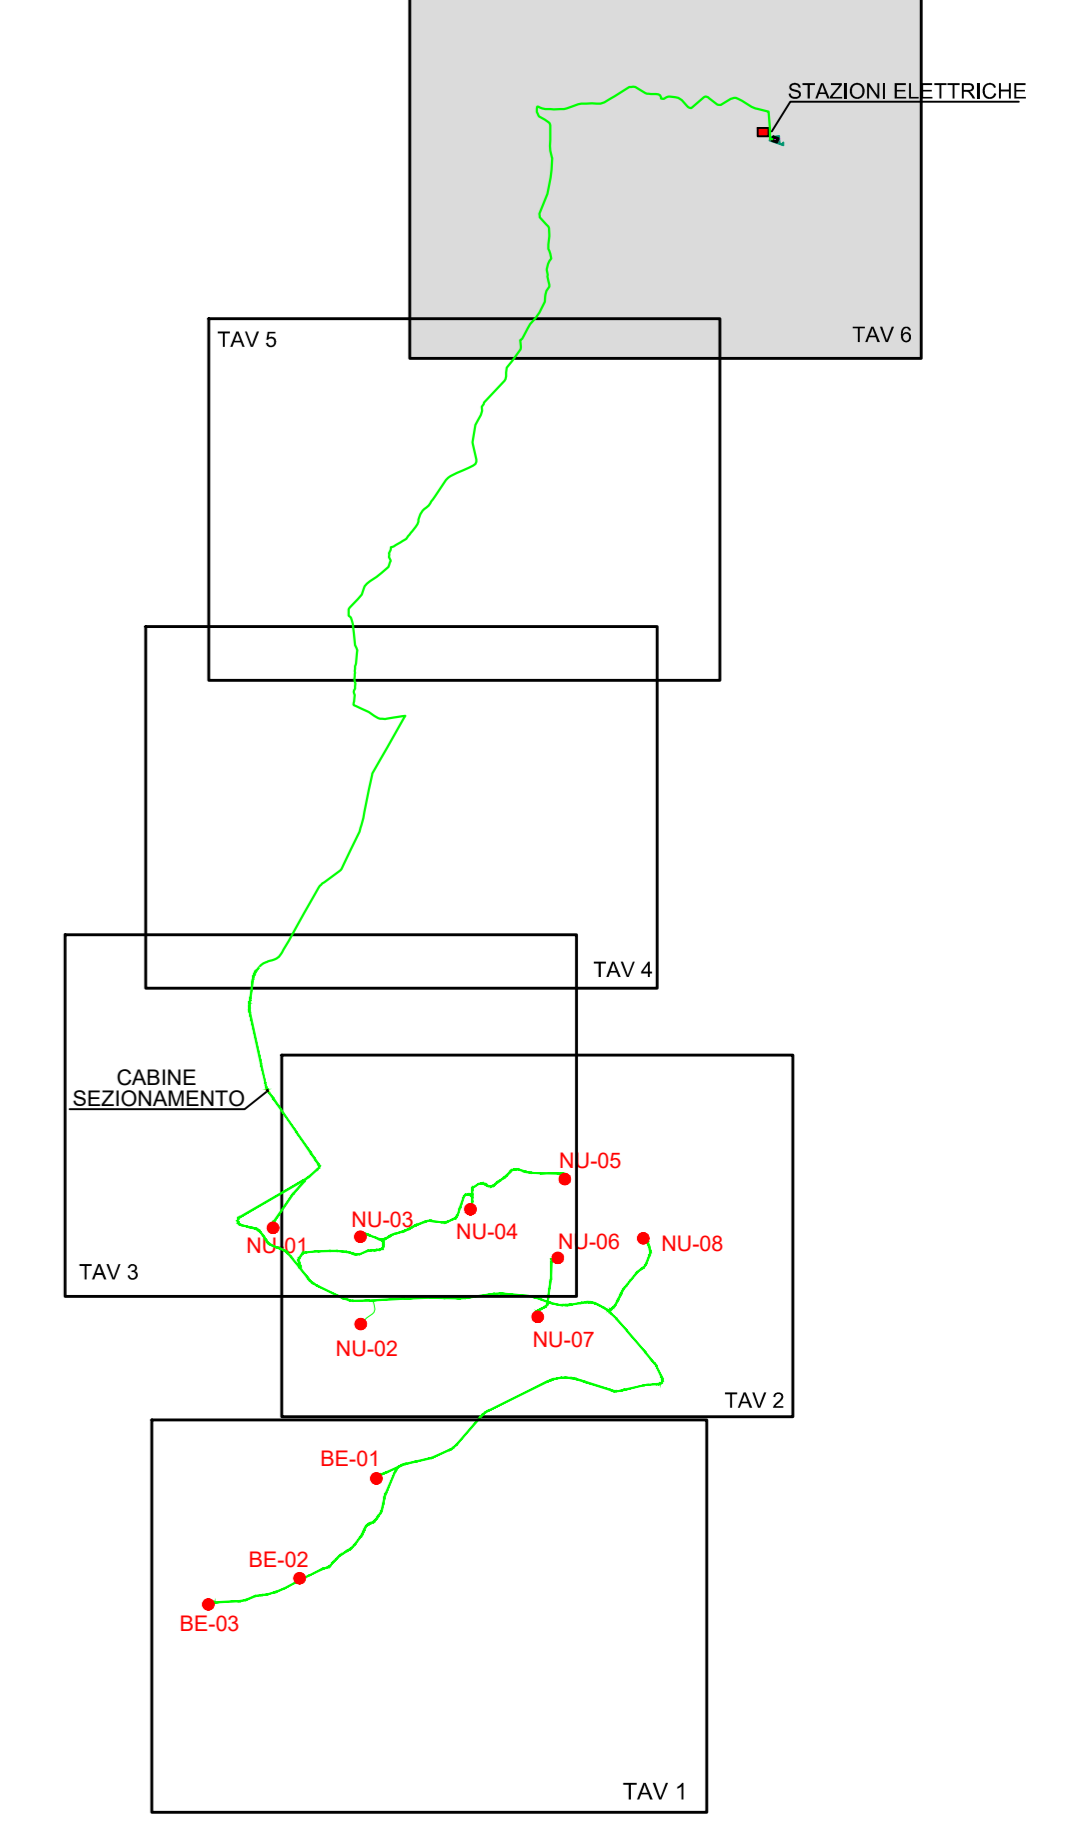 STAZIONI ELETTRICHE
TAV 6
TAV 5
TAV 4
CABINE
SEZIONAMENTO
NU-05
NU-03
NU-04
NU-01
NU-06
NU-08
TAV 3
NU-07
NU-02
TAV 2
BE-01
BE-02
BE-03
TAV 1